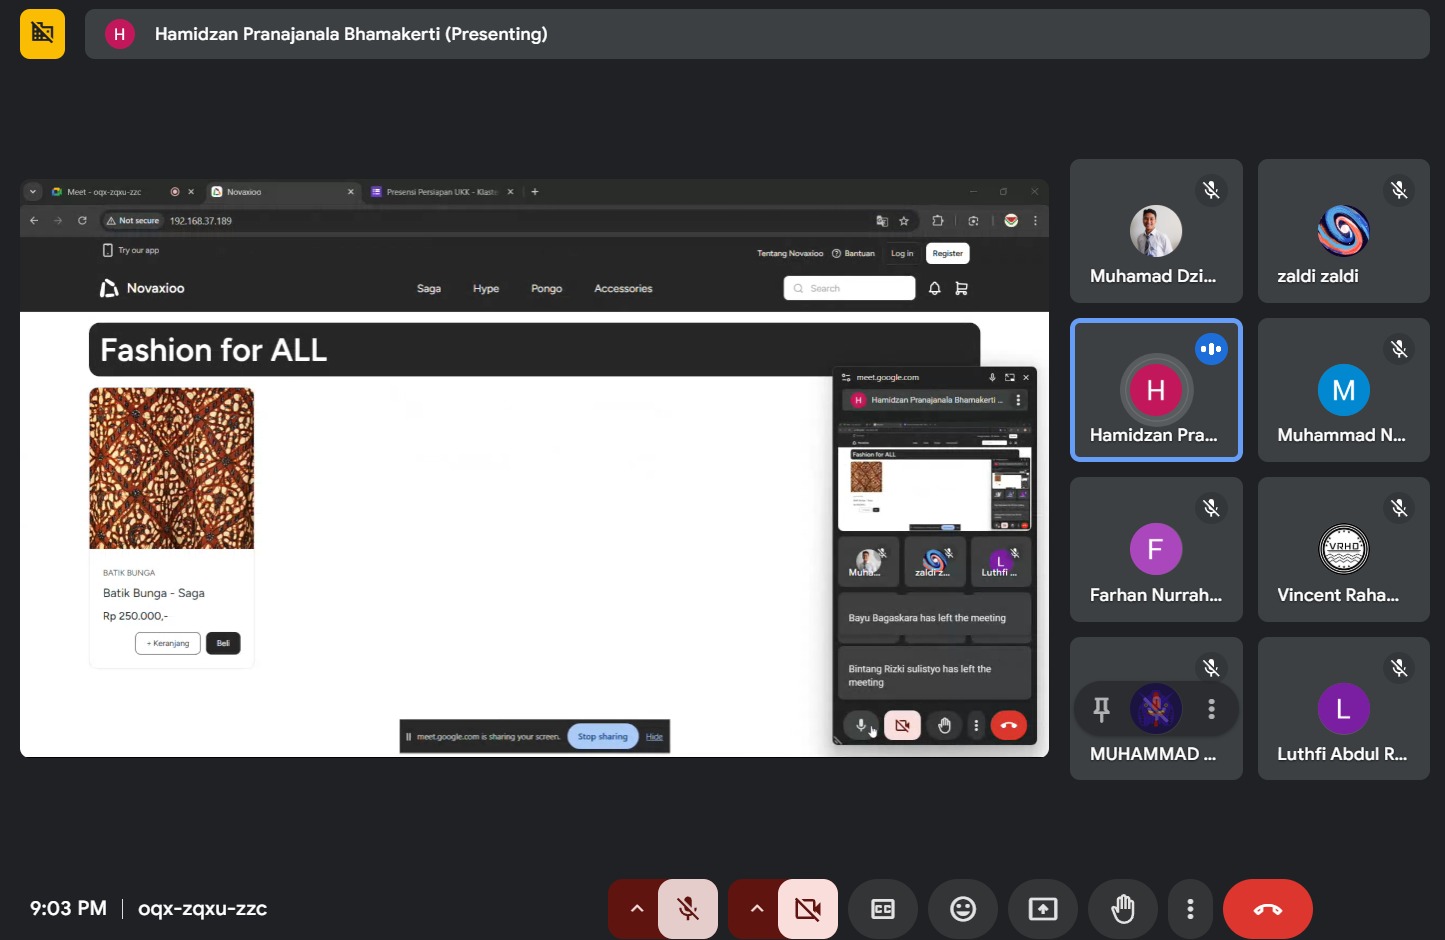 H Hamidzan Pranajanala Bhamakerti (Presenting)
Meet - oqx-zqxu-zzc
Novaxioo
Presensi Persiapan UKK - Klast
Not secure 192.168.37.189
Try our app
Tentang Novaxioo Bantuan Log in Register
Novaxioo
Saga Hype Pongo Accessories
Search
Fashion for ALL
BATIK BUNGA
Batik Bunga - Saga
Rp 250.000,-
+ Keranjang Beli
meet.google.com is sharing your screen. Stop sharing Hide
meet.google.com
H Hamidzan Pranajanala Bhamakerti ...
Fashion for ALL
L
Muha... zaldi z... Luthfi ...
Bayu Bagaskara has left the meeting
Bintang Rizki sulistyo has left the
meeting
Muhamad Dzi...
zaldi zaldi
H
Hamidzan Pra...
M
Muhammad N...
F
Farhan Nurrah...
VRHD
Vincent Raha...
MUHAMMAD ...
L
Luthfi Abdul R...
9:03 PM | oqx-zqxu-zzc
CC